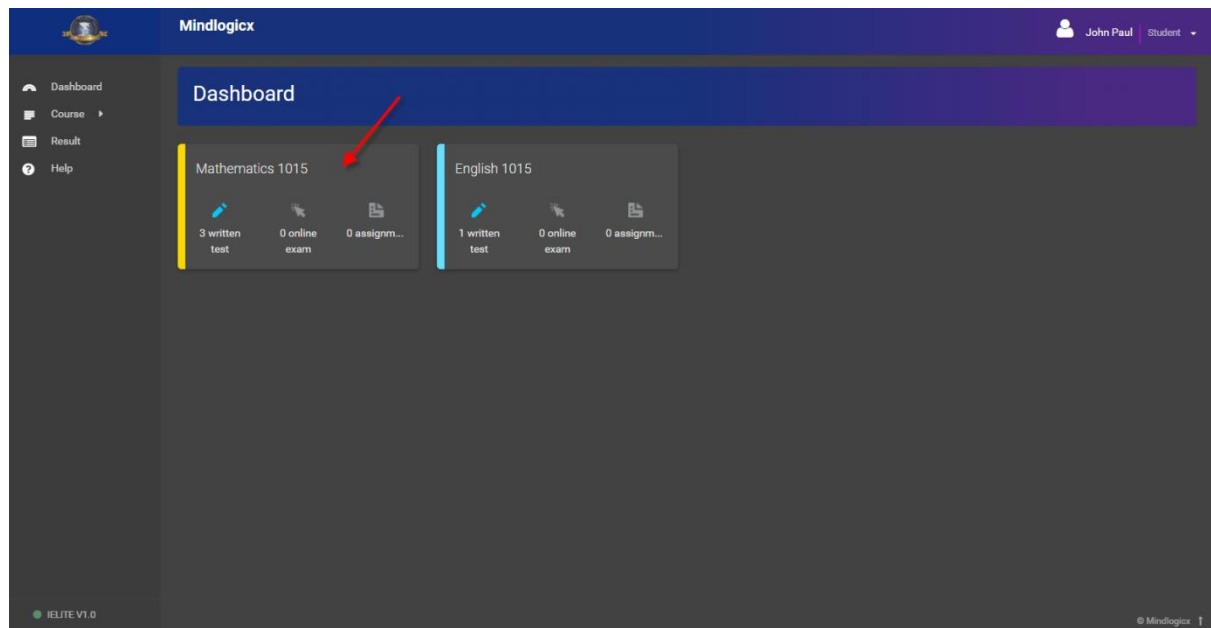 Mindlogicx
John Paul
Student
Dashboard
Course
Result
Help
Dashboard
Mathematics 1015
3 written
test
0 online
exam
0 assignm...
English 1015
1 written
test
0 online
exam
0 assignm...
IELITE V1.0
© Mindlogicx